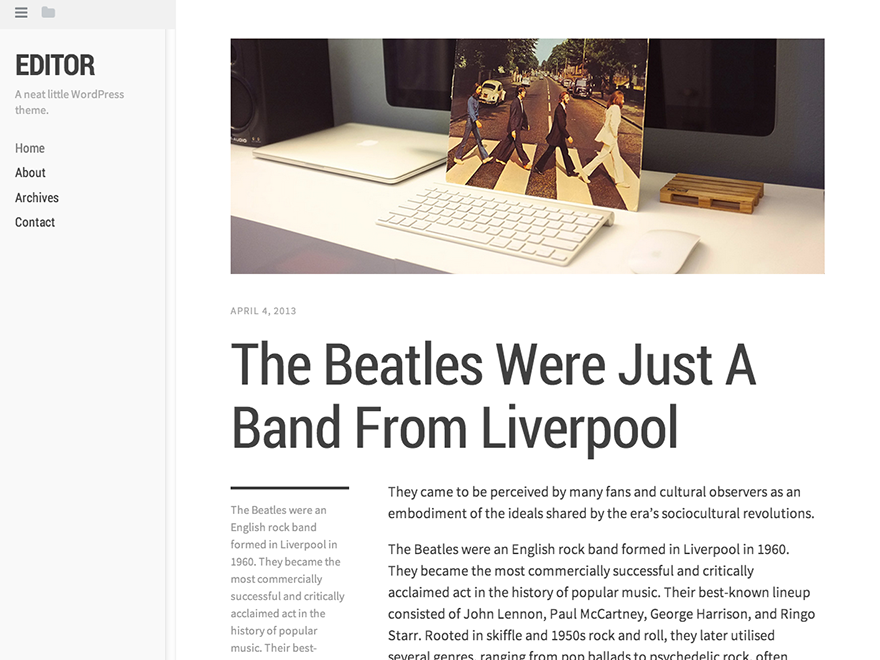 EDITOR
A neat little WordPress
theme.
Home
About
Archives
Contact
APRIL 4, 2013
The Beatles Were Just A
Band From Liverpool
The Beatles were an
English rock band
formed in Liverpool in
1960. They became the
most commercially
successful and critically
acclaimed act in the
history of popular
music. Their best-
They came to be perceived by many fans and cultural observers as an
embodiment of the ideals shared by the era’s sociocultural revolutions.
The Beatles were an English rock band formed in Liverpool in 1960.
They became the most commercially successful and critically
acclaimed act in the history of popular music. Their best-known lineup
consisted of John Lennon, Paul McCartney, George Harrison, and Ringo
Starr. Rooted in skiffle and 1950s rock and roll, they later utilised
several genres, ranging from pop ballads to psychedelic rock, often